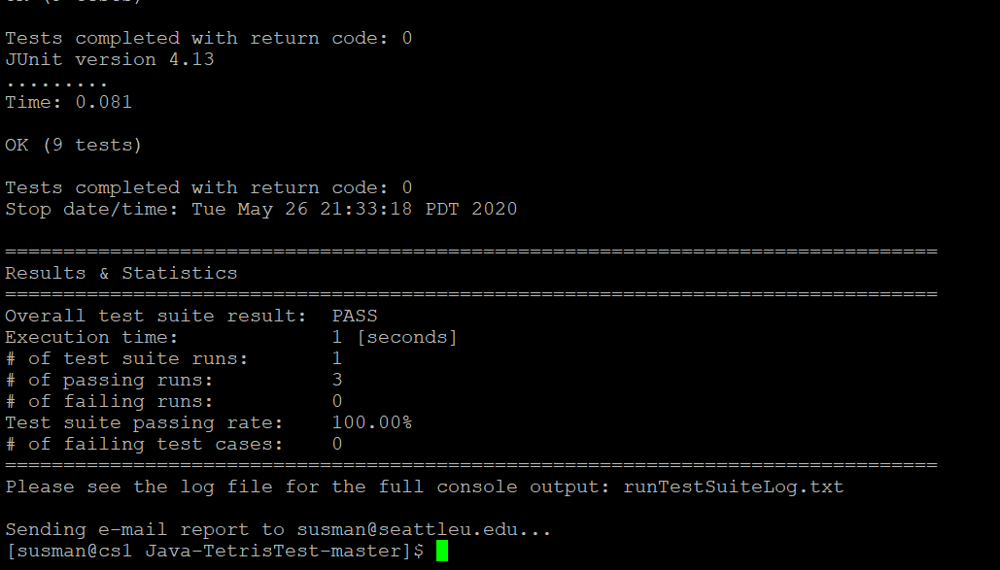 Tests completed with return code: 0
JUnit version 4.13
.........
Time: 0.081
OK (9 tests)
Tests completed with return code: 0
Stop date/time: Tue May 26 21:33:18 PDT 2020
================================================================================
Results & Statistics
================================================================================
Overall test suite result:  PASS
Execution time:             1 [seconds]
# of test suite runs:       1
# of passing runs:          3
# of failing runs:          0
Test suite passing rate:    100.00%
# of failing test cases:    0
================================================================================
Please see the log file for the full console output: runTestSuiteLog.txt
Sending e-mail report to susman@seattleu.edu...
[susman@cs1 Java-TetrisTest-master]$